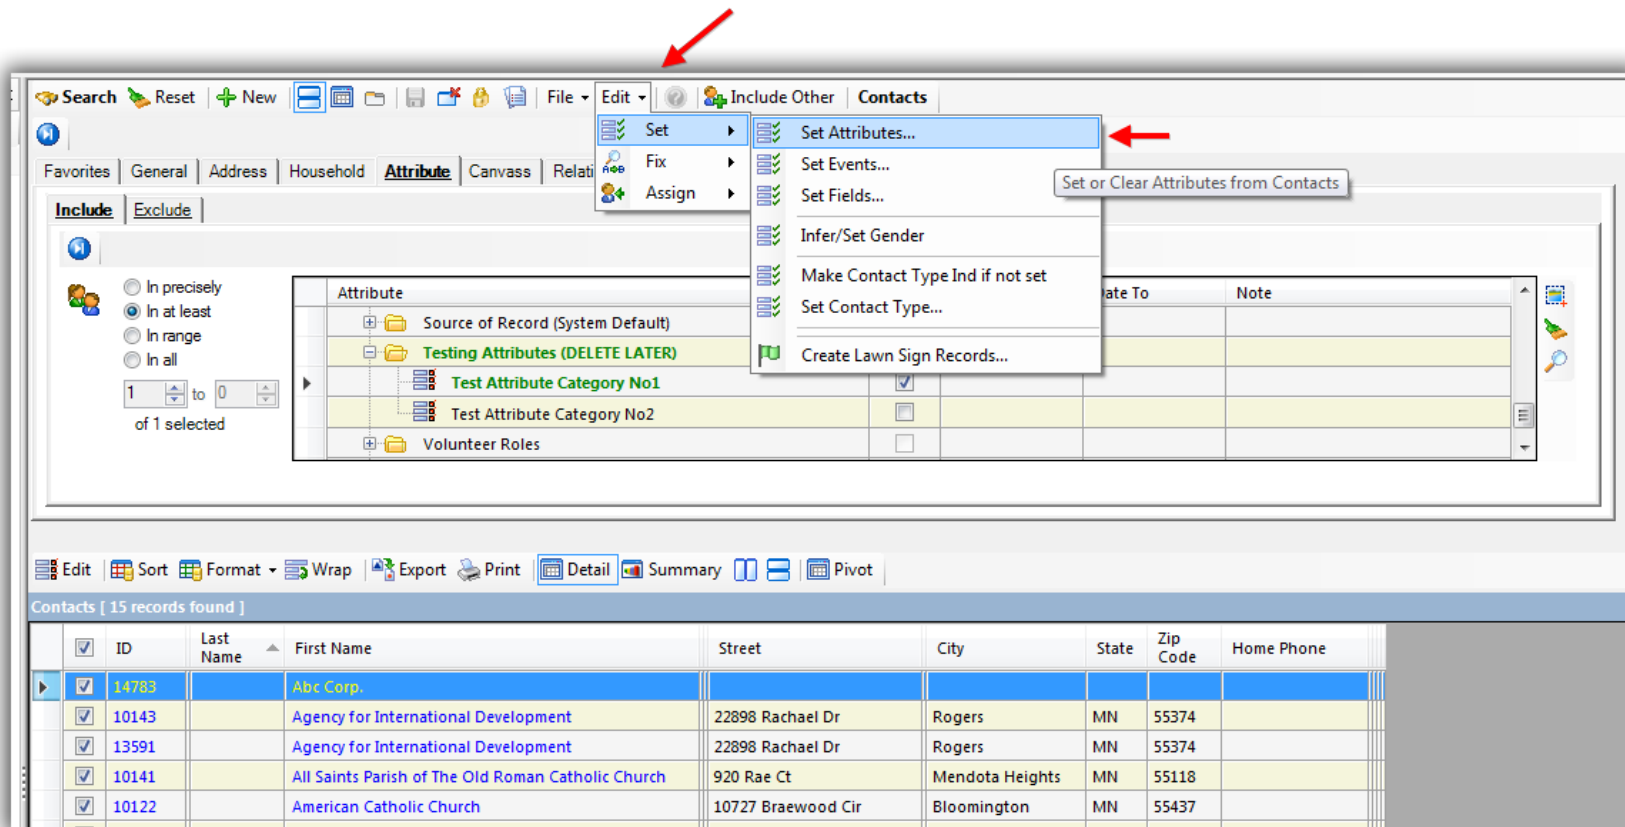 Search Reset New File Edit Include Other Contacts
Set Set Attributes...
Fix Set Events...
Assign Set Fields...
Set or Clear Attributes from Contacts
Infer/Set Gender
Make Contact Type Ind if not set
Set Contact Type...
Create Lawn Sign Records...
Favorites General Address Household Attribute Canvass Relati
Include Exclude
In precisely
In at least
In range
In all
1 to 0
of 1 selected
Attribute ate To Note
Source of Record (System Default)
Testing Attributes (DELETE LATER)
Test Attribute Category No1
Test Attribute Category No2
Volunteer Roles
Edit Sort Format Wrap Export Print Detail Summary Pivot
Contacts [ 15 records found ]
ID Last Name First Name Street City State Zip Code Home Phone
14783 Abc Corp.
10143 Agency for International Development 22898 Rachael Dr Rogers MN 55374
13591 Agency for International Development 22898 Rachael Dr Rogers MN 55374
10141 All Saints Parish of The Old Roman Catholic Church 920 Rae Ct Mendota Heights MN 55118
10122 American Catholic Church 10727 Braewood Cir Bloomington MN 55437